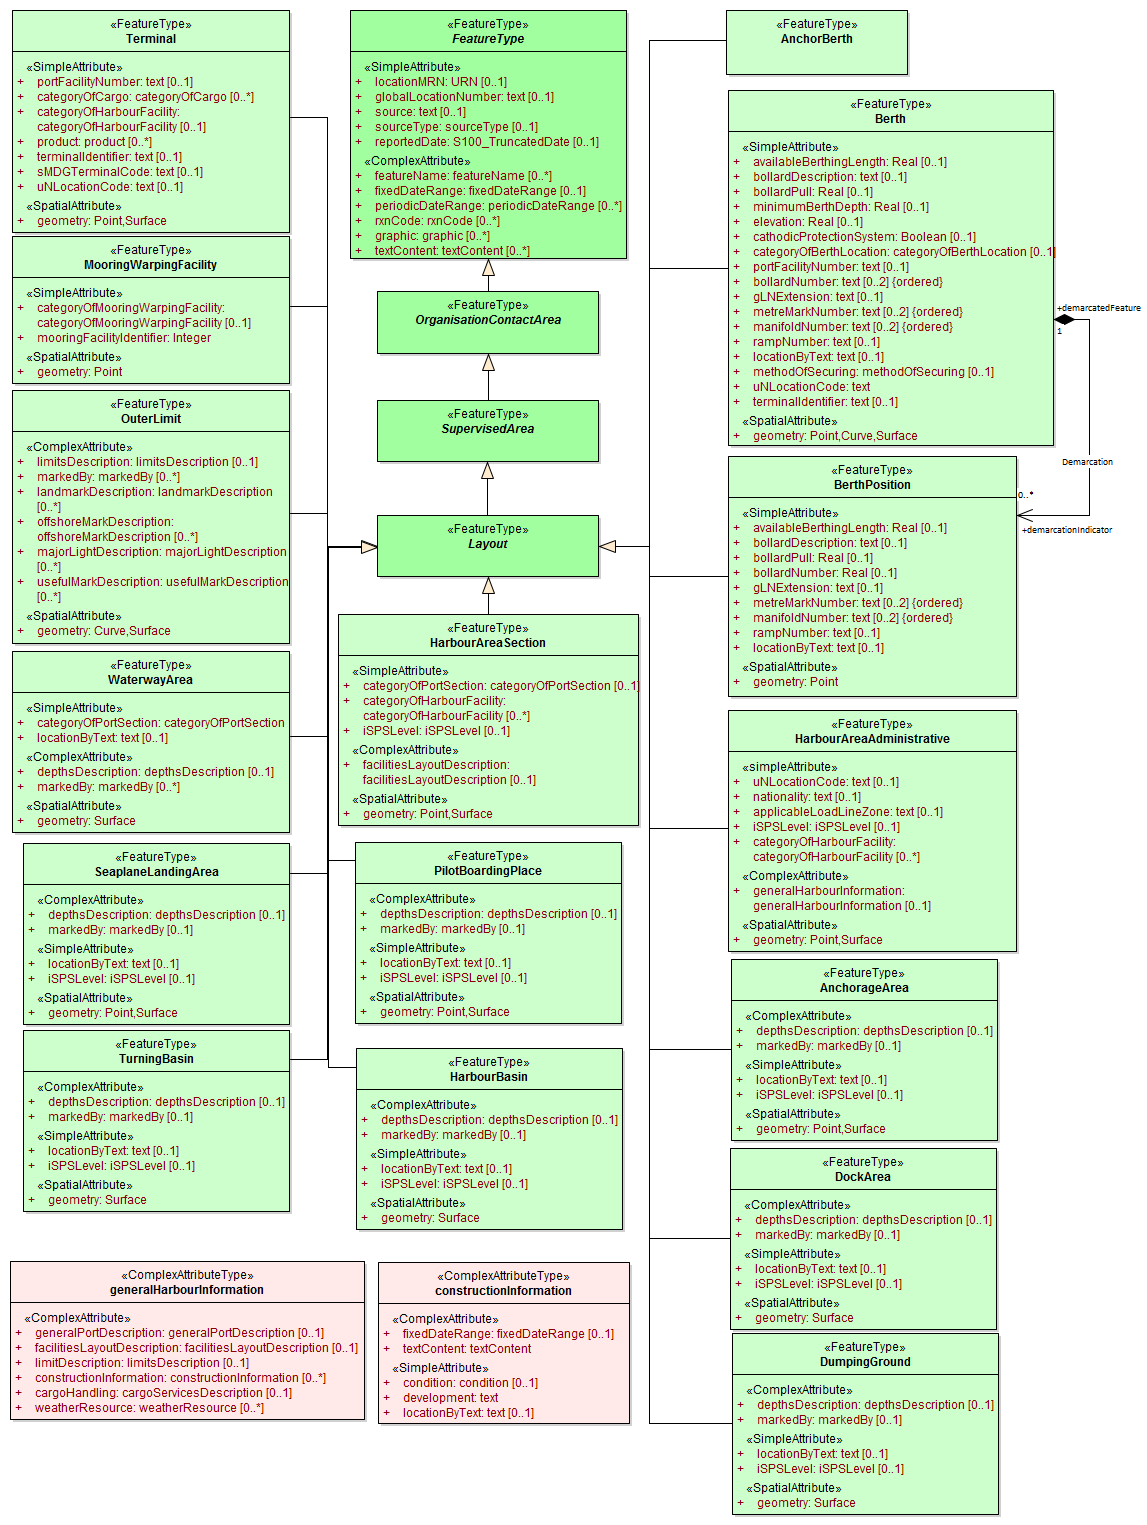 «FeatureType»
Terminal
«SimpleAttribute»
+ portFacilityNumber: text [0..1]
+ categoryOfCargo: categoryOfCargo [0..*]
+ categoryOfHarbourFacility:
categoryOfHarbourFacility [0..1]
+ product: product [0..*]
+ terminalIdentifier: text [0..1]
+ sMDGTerminalCode: text [0..1]
+ uNLocationCode: text [0..1]
«SpatialAttribute»
+ geometry: Point,Surface
«FeatureType»
MooringWarpingFacility
«SimpleAttribute»
+ categoryOfMooringWarpingFacility:
categoryOfMooringWarpingFacility [0..1]
+ mooringFacilityIdentifier: Integer
«SpatialAttribute»
+ geometry: Point
«FeatureType»
OuterLimit
«ComplexAttribute»
+ limitsDescription: limitsDescription [0..1]
+ markedBy: markedBy [0..*]
+ landmarkDescription: landmarkDescription
[0..*]
+ offshoreMarkDescription:
offshoreMarkDescription [0..*]
+ majorLightDescription: majorLightDescription
[0..*]
+ usefulMarkDescription: usefulMarkDescription
[0..*]
«SpatialAttribute»
+ geometry: Curve,Surface
«FeatureType»
WaterwayArea
«SimpleAttribute»
+ categoryOfPortSection: categoryOfPortSection
+ locationByText: text [0..1]
«ComplexAttribute»
+ depthsDescription: depthsDescription [0..1]
+ markedBy: markedBy [0..*]
«SpatialAttribute»
+ geometry: Surface
«FeatureType»
SeaplaneLandingArea
«ComplexAttribute»
+ depthsDescription: depthsDescription [0..1]
+ markedBy: markedBy [0..1]
«SimpleAttribute»
+ locationByText: text [0..1]
+ iSPSLevel: iSPSLevel [0..1]
«SpatialAttribute»
+ geometry: Point,Surface
«FeatureType»
TurningBasin
«ComplexAttribute»
+ depthsDescription: depthsDescription [0..1]
+ markedBy: markedBy [0..1]
«SimpleAttribute»
+ locationByText: text [0..1]
+ iSPSLevel: iSPSLevel [0..1]
«SpatialAttribute»
+ geometry: Surface
«ComplexAttributeType»
generalHarbourInformation
«ComplexAttribute»
+ generalPortDescription: generalPortDescription [0..1]
+ facilitiesLayoutDescription: facilitiesLayoutDescription [0..1]
+ limitDescription: limitsDescription [0..1]
+ constructionInformation: constructionInformation [0..*]
+ cargoHandling: cargoServicesDescription [0..1]
+ weatherResource: weatherResource [0..*]
«FeatureType»
FeatureType
«SimpleAttribute»
+ locationMRN: URN [0..1]
+ globalLocationNumber: text [0..1]
+ source: text [0..1]
+ sourceType: sourceType [0..1]
+ reportedDate: S100_TruncatedDate [0..1]
«ComplexAttribute»
+ featureName: featureName [0..*]
+ fixedDateRange: fixedDateRange [0..1]
+ periodicDateRange: periodicDateRange [0..*]
+ rxnCode: rxnCode [0..*]
+ graphic: graphic [0..*]
+ textContent: textContent [0..*]
«FeatureType»
OrganisationContactArea
«FeatureType»
SupervisedArea
«FeatureType»
Layout
«FeatureType»
HarbourAreaSection
«SimpleAttribute»
+ categoryOfPortSection: categoryOfPortSection [0..1]
+ categoryOfHarbourFacility:
categoryOfHarbourFacility [0..*]
+ iSPSLevel: iSPSLevel [0..1]
«ComplexAttribute»
+ facilitiesLayoutDescription:
facilitiesLayoutDescription [0..1]
«SpatialAttribute»
+ geometry: Point,Surface
«FeatureType»
PilotBoardingPlace
«ComplexAttribute»
+ depthsDescription: depthsDescription [0..1]
+ markedBy: markedBy [0..1]
«SimpleAttribute»
+ locationByText: text [0..1]
+ iSPSLevel: iSPSLevel [0..1]
«SpatialAttribute»
+ geometry: Point,Surface
«FeatureType»
HarbourBasin
«ComplexAttribute»
+ depthsDescription: depthsDescription [0..1]
+ markedBy: markedBy [0..1]
«SimpleAttribute»
+ locationByText: text [0..1]
+ iSPSLevel: iSPSLevel [0..1]
«SpatialAttribute»
+ geometry: Surface
«ComplexAttributeType»
constructionInformation
«ComplexAttribute»
+ fixedDateRange: fixedDateRange [0..1]
+ textContent: textContent
«SimpleAttribute»
+ condition: condition [0..1]
+ development: text
+ locationByText: text [0..1]
«FeatureType»
AnchorBerth
«FeatureType»
Berth
«SimpleAttribute»
+ availableBerthingLength: Real [0..1]
+ bollardDescription: text [0..1]
+ bollardPull: Real [0..1]
+ minimumBerthDepth: Real [0..1]
+ elevation: Real [0..1]
+ cathodicProtectionSystem: Boolean [0..1]
+ categoryOfBerthLocation: categoryOfBerthLocation [0..1]
+ portFacilityNumber: text [0..1]
+ bollardNumber: text [0..2] {ordered}
+ gLNExtension: text [0..1]
+ metreMarkNumber: text [0..2] {ordered}
+ manifoldNumber: text [0..2] {ordered}
+ rampNumber: text [0..1]
+ locationByText: text [0..1]
+ methodOfSecuring: methodOfSecuring [0..1]
+ uNLocationCode: text
+ terminalIdentifier: text [0..1]
«SpatialAttribute»
+ geometry: Point,Curve,Surface
+demarcatedFeature
1
Demarcation
0..*
+demarcationIndicator
«FeatureType»
BerthPosition
«SimpleAttribute»
+ availableBerthingLength: Real [0..1]
+ bollardDescription: text [0..1]
+ bollardPull: Real [0..1]
+ bollardNumber: Real [0..1]
+ gLNExtension: text [0..1]
+ metreMarkNumber: text [0..2] {ordered}
+ manifoldNumber: text [0..2] {ordered}
+ rampNumber: text [0..1]
+ locationByText: text [0..1]
«SpatialAttribute»
+ geometry: Point
«FeatureType»
HarbourAreaAdministrative
«simpleAttribute»
+ uNLocationCode: text [0..1]
+ nationality: text [0..1]
+ applicableLoadLineZone: text [0..1]
+ iSPSLevel: iSPSLevel [0..1]
+ categoryOfHarbourFacility:
categoryOfHarbourFacility [0..*]
«ComplexAttribute»
+ generalHarbourInformation:
generalHarbourInformation [0..1]
«SpatialAttribute»
+ geometry: Point,Surface
«FeatureType»
AnchorageArea
«ComplexAttribute»
+ depthsDescription: depthsDescription [0..1]
+ markedBy: markedBy [0..1]
«SimpleAttribute»
+ locationByText: text [0..1]
+ iSPSLevel: iSPSLevel [0..1]
«SpatialAttribute»
+ geometry: Point,Surface
«FeatureType»
DockArea
«ComplexAttribute»
+ depthsDescription: depthsDescription [0..1]
+ markedBy: markedBy [0..1]
«SimpleAttribute»
+ locationByText: text [0..1]
+ iSPSLevel: iSPSLevel [0..1]
«SpatialAttribute»
+ geometry: Surface
«FeatureType»
DumpingGround
«ComplexAttribute»
+ depthsDescription: depthsDescription [0..1]
+ markedBy: markedBy [0..1]
«SimpleAttribute»
+ locationByText: text [0..1]
+ iSPSLevel: iSPSLevel [0..1]
«SpatialAttribute»
+ geometry: Surface